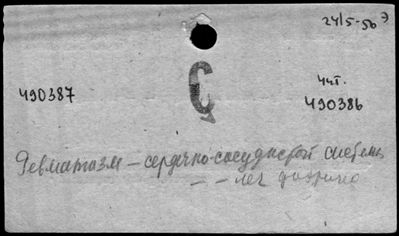 24/5-50 Э
С
490387
Чит.
490386
Ревматизм – сердечно-сосудистой системы
– – лег